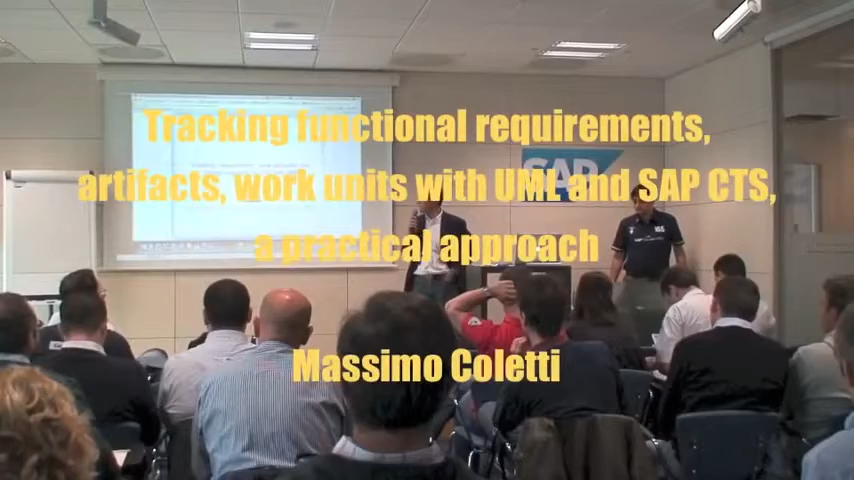 Tracking functional requirements,
artifacts, work units with UML and SAP CTS,
a practical approach
SAP
Massimo Coletti